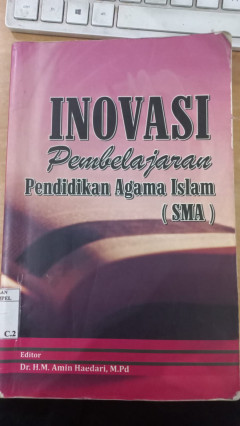 INOVASI
Pembelajaran
Pendidikan Agama Islam
( SMA )
C.2
Editor
Dr. H.M. Amin Haedari, M.Pd